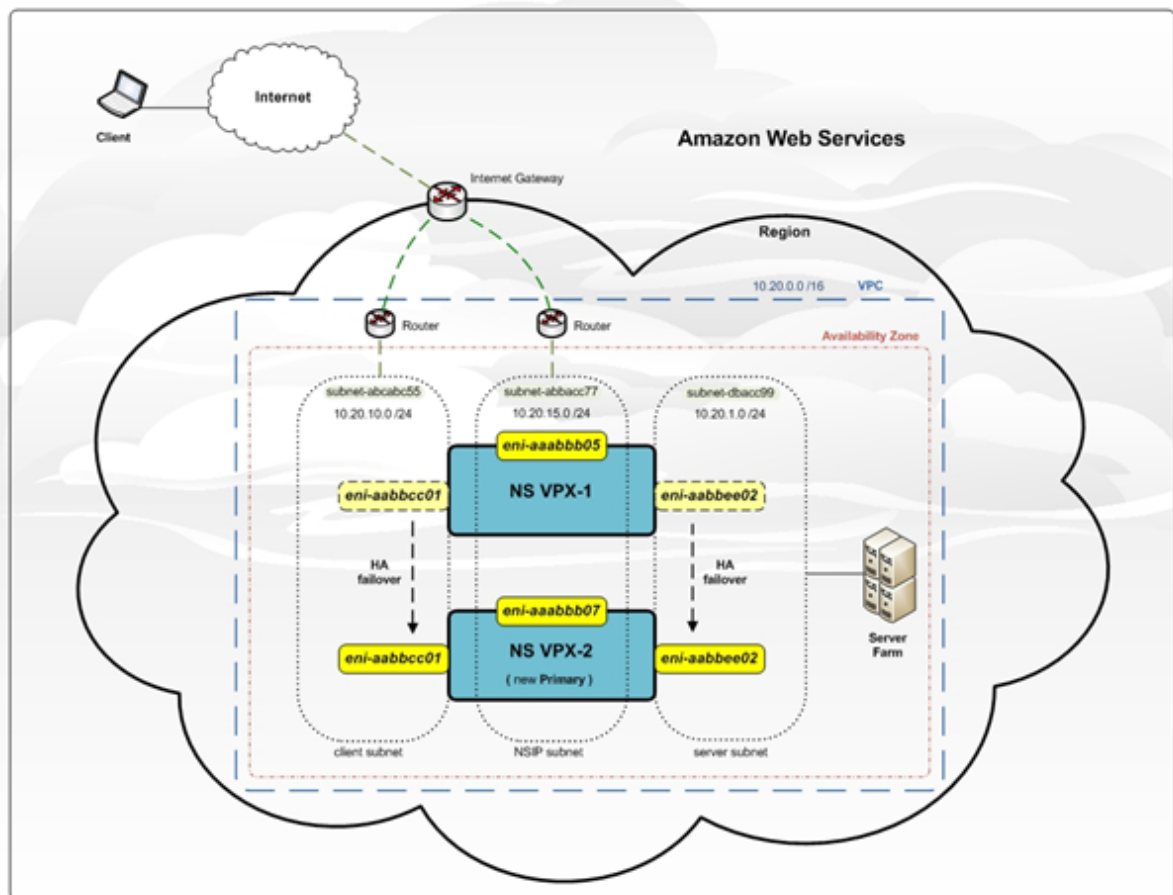 Internet
Client
Amazon Web Services
Internet Gateway
Region
10.20.0.0 /16 VPC
Router
Router
Availability Zone
subnet-abcabc55
10.20.10.0 /24
subnet-abbacc77
10.20.15.0 /24
subnet-dbacc99
10.20.1.0 /24
eni-aaabbb05
NS VPX-1
eni-aabbcc01
eni-aabbee02
HA
failover
HA
failover
eni-aaabbb07
NS VPX-2
( new Primary )
eni-aabbcc01
eni-aabbee02
Server
Farm
client subnet
NSIP subnet
server subnet